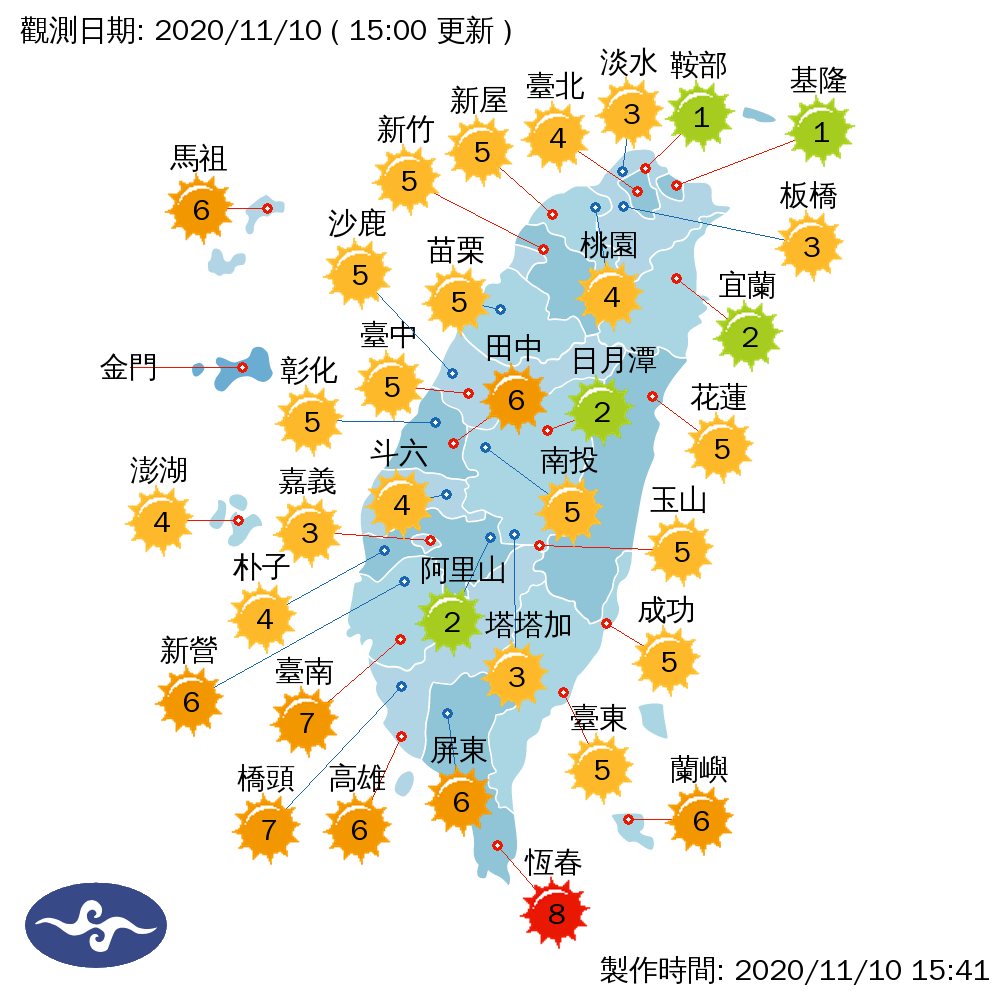 觀測日期: 2020/11/10 ( 15:00 更新 )
淡水
3
鞍部
1
基隆
1
臺北
4
新屋
5
新竹
5
馬祖
6
板橋
3
沙鹿
5
苗栗
5
桃園
4
宜蘭
2
臺中
5
田中
6
日月潭
2
金門
彰化
5
花蓮
5
斗六
4
南投
5
澎湖
4
嘉義
3
玉山
5
朴子
4
阿里山
2
塔塔加
3
成功
5
新營
6
臺南
7
臺東
5
橋頭
7
高雄
6
屏東
6
蘭嶼
6
恆春
8
製作時間: 2020/11/10 15:41